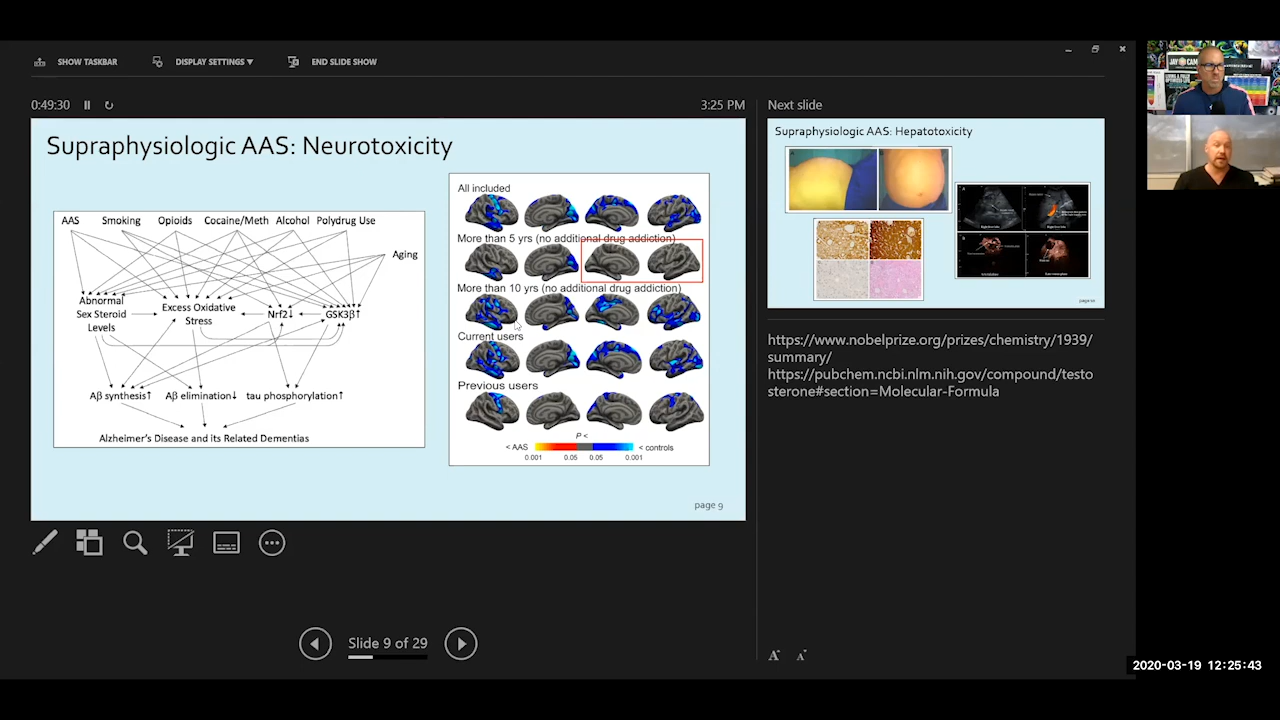 SHOW TASKBAR
DISPLAY SETTINGS ▾
END SLIDE SHOW
0:49:30
3:25 PM
Supraphysiologic AAS: Neurotoxicity
AAS Smoking Opioids Cocaine/Meth Alcohol Polydrug Use
Aging
Abnormal
Sex Steroid
Levels
Excess Oxidative
Stress
Nrf2↓
GSK3β↑
Aβ synthesis↑ Aβ elimination↓ tau phosphorylation↑
Alzheimer's Disease and its Related Dementias
All included
More than 5 yrs (no additional drug addiction)
More than 10 yrs (no additional drug addiction)
Current users
Previous users
P <
< AAS
< controls
0.001 0.05 0.05 0.001
page 9
Slide 9 of 29
Next slide
Supraphysiologic AAS: Hepatotoxicity
https://www.nobelprize.org/prizes/chemistry/1939/
summary/
https://pubchem.ncbi.nlm.nih.gov/compound/testo
sterone#section=Molecular-Formula
A A
JAY CAM
2020-03-19 12:25:43